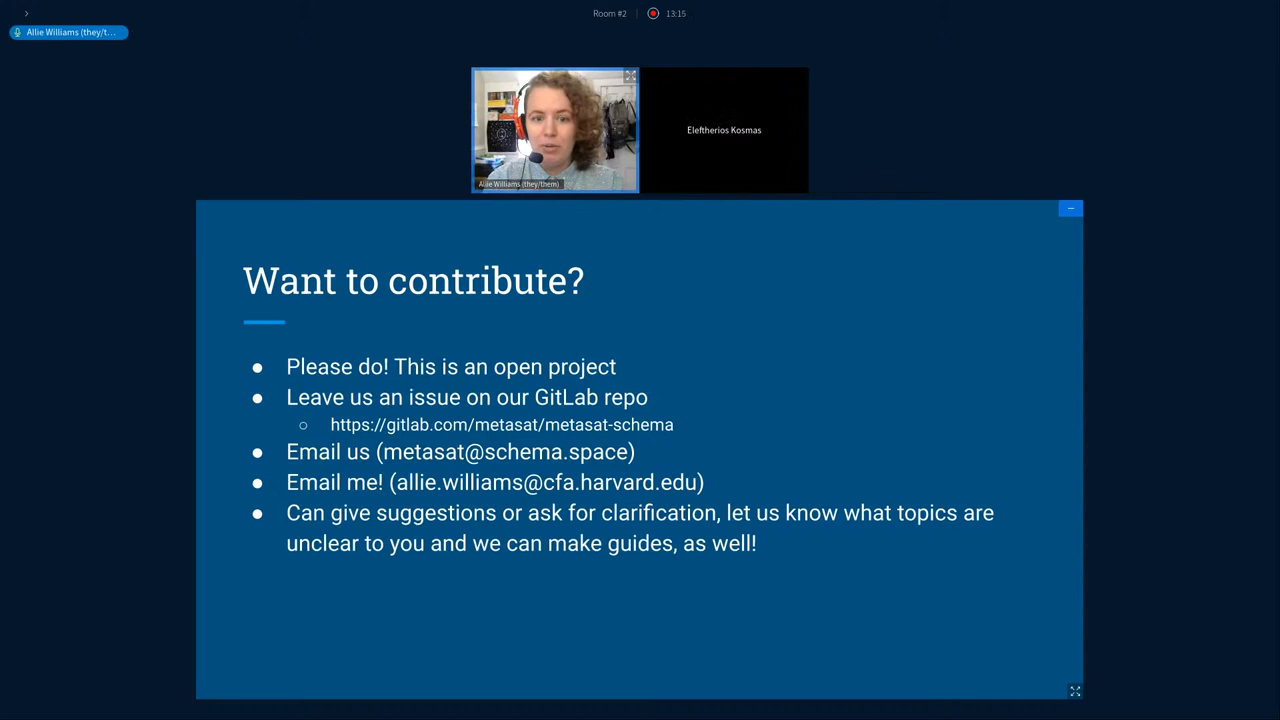 Room #2
13:15
Allie Williams (they/t...
Eleftherios Kosmas
Allie Williams (they/them)
Want to contribute?
● Please do! This is an open project
● Leave us an issue on our GitLab repo
○ https://gitlab.com/metasat/metasat-schema
● Email us (metasat@schema.space)
● Email me! (allie.williams@cfa.harvard.edu)
● Can give suggestions or ask for clarification, let us know what topics are
unclear to you and we can make guides, as well!